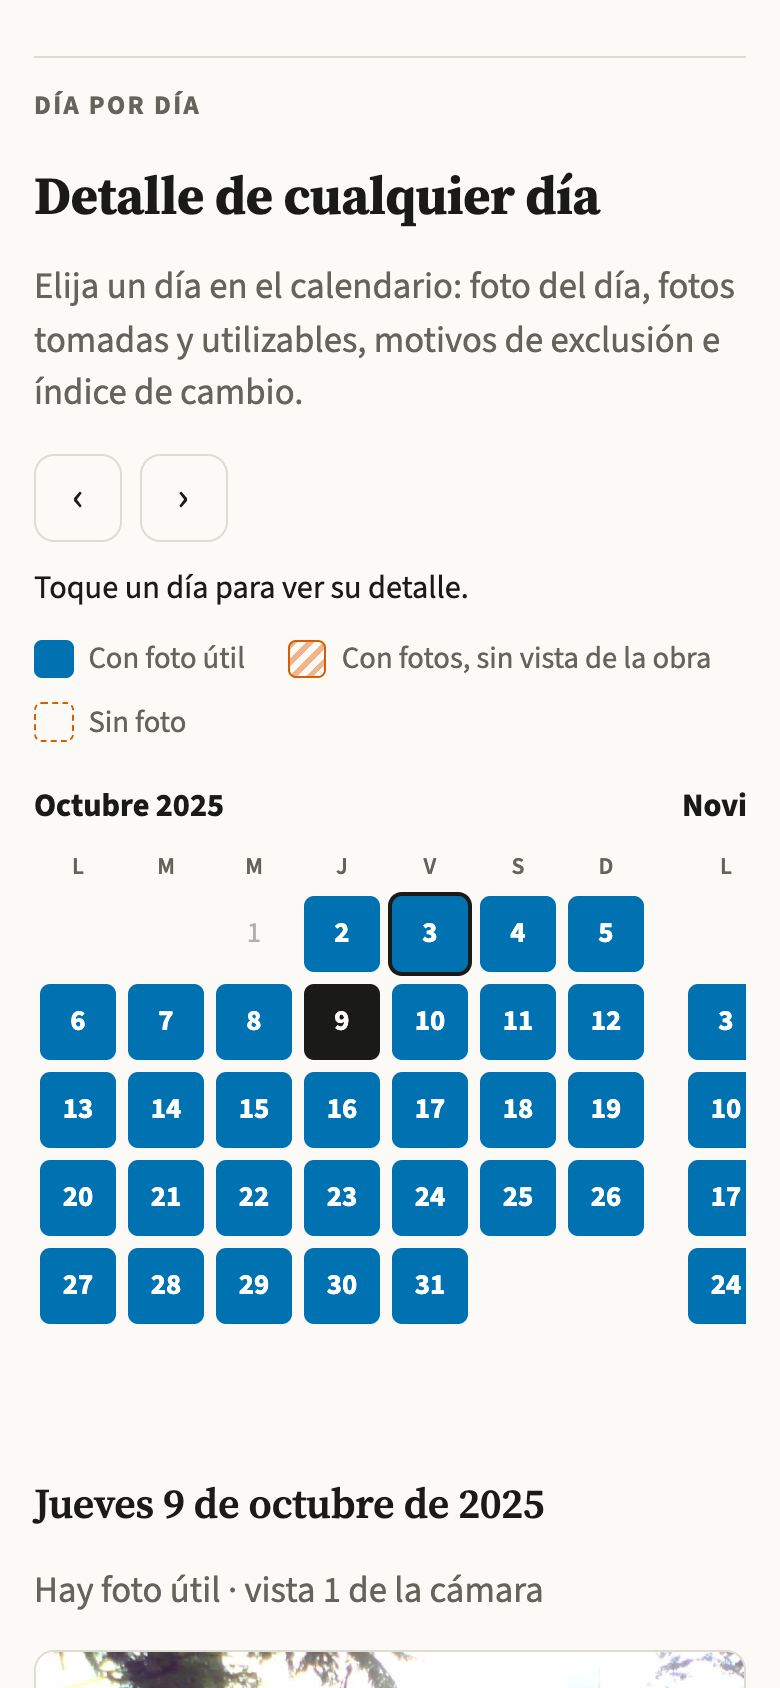 DÍA POR DÍA
Detalle de cualquier día
Elija un día en el calendario: foto del día, fotos
tomadas y utilizables, motivos de exclusión e
índice de cambio.
‹ ›
Toque un día para ver su detalle.
Con foto útil Con fotos, sin vista de la obra
Sin foto
Octubre 2025 Novi
L M M J V S D L
1 2 3 4 5
6 7 8 9 10 11 12 3
13 14 15 16 17 18 19 10
20 21 22 23 24 25 26 17
27 28 29 30 31 24
Jueves 9 de octubre de 2025
Hay foto útil · vista 1 de la cámara